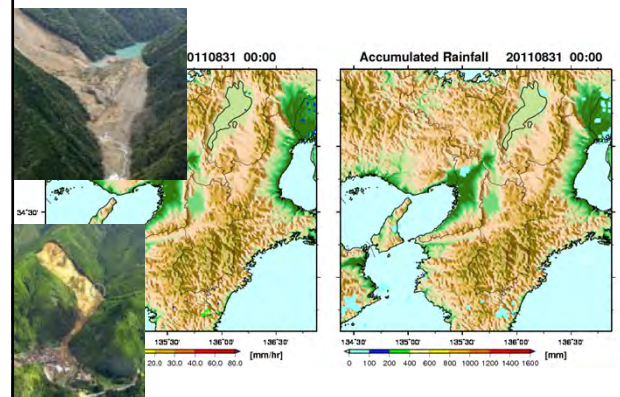 0110831 00:00
Accumulated Rainfall 20110831 00:00
34°30'
135°30' 136°00' 136°30'
134°30' 135°00' 135°30' 136°00' 136°30'
20.0 30.0 40.0 60.0 80.0
[mm/hr]
0 100 200 400 600 800 1000 1200 1400 1600
[mm]